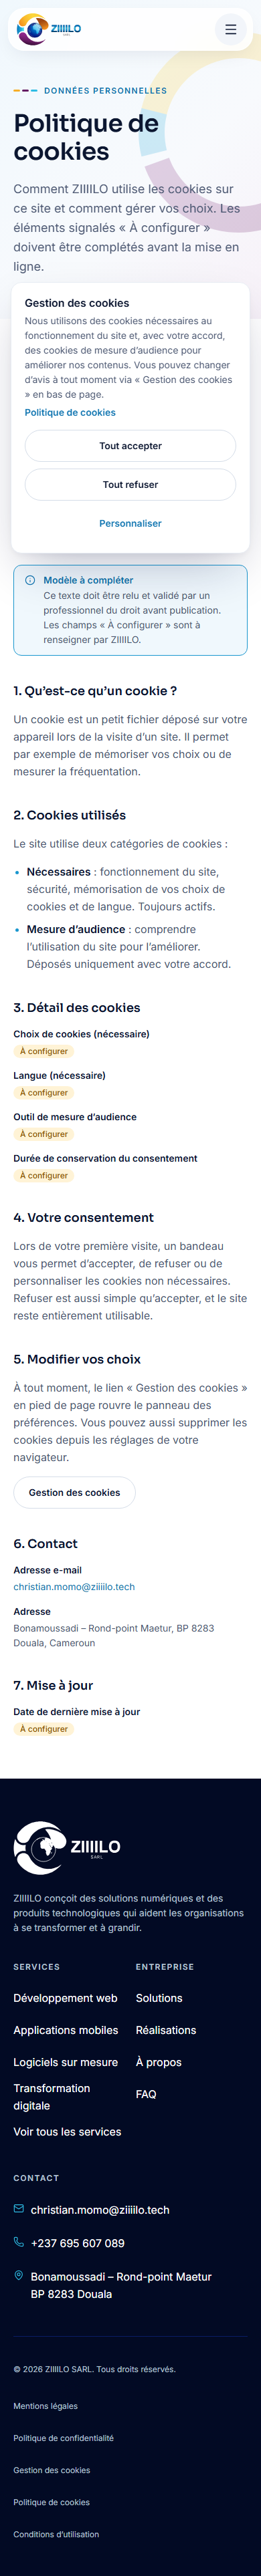 ZIIIILO
SARL
DONNÉES PERSONNELLES
Politique de
cookies
Comment ZIIIILO utilise les cookies sur
ce site et comment gérer vos choix. Les
éléments signalés « À configurer »
doivent être complétés avant la mise en
ligne.
Gestion des cookies
Nous utilisons des cookies nécessaires au
fonctionnement du site et, avec votre accord,
des cookies de mesure d’audience pour
améliorer nos contenus. Vous pouvez changer
d’avis à tout moment via « Gestion des cookies
» en bas de page.
Politique de cookies
Tout accepter
Tout refuser
Personnaliser
Modèle à compléter
Ce texte doit être relu et validé par un
professionnel du droit avant publication.
Les champs « À configurer » sont à
renseigner par ZIIIILO.
1. Qu’est-ce qu’un cookie ?
Un cookie est un petit fichier déposé sur votre
appareil lors de la visite d’un site. Il permet
par exemple de mémoriser vos choix ou de
mesurer la fréquentation.
2. Cookies utilisés
Le site utilise deux catégories de cookies :
Nécessaires : fonctionnement du site,
sécurité, mémorisation de vos choix de
cookies et de langue. Toujours actifs.
Mesure d’audience : comprendre
l’utilisation du site pour l’améliorer.
Déposés uniquement avec votre accord.
3. Détail des cookies
Choix de cookies (nécessaire)
À configurer
Langue (nécessaire)
À configurer
Outil de mesure d’audience
À configurer
Durée de conservation du consentement
À configurer
4. Votre consentement
Lors de votre première visite, un bandeau
vous permet d’accepter, de refuser ou de
personnaliser les cookies non nécessaires.
Refuser est aussi simple qu’accepter, et le site
reste entièrement utilisable.
5. Modifier vos choix
À tout moment, le lien « Gestion des cookies »
en pied de page rouvre le panneau des
préférences. Vous pouvez aussi supprimer les
cookies depuis les réglages de votre
navigateur.
Gestion des cookies
6. Contact
Adresse e-mail
christian.momo@ziiiilo.tech
Adresse
Bonamoussadi – Rond-point Maetur, BP 8283
Douala, Cameroun
7. Mise à jour
Date de dernière mise à jour
À configurer
ZIIIILO
SARL
ZIIIILO conçoit des solutions numériques et des
produits technologiques qui aident les organisations
à se transformer et à grandir.
SERVICES
Développement web
Applications mobiles
Logiciels sur mesure
Transformation
digitale
Voir tous les services
ENTREPRISE
Solutions
Réalisations
À propos
FAQ
CONTACT
christian.momo@ziiiilo.tech
+237 695 607 089
Bonamoussadi – Rond-point Maetur
BP 8283 Douala
© 2026 ZIIIILO SARL. Tous droits réservés.
Mentions légales
Politique de confidentialité
Gestion des cookies
Politique de cookies
Conditions d’utilisation